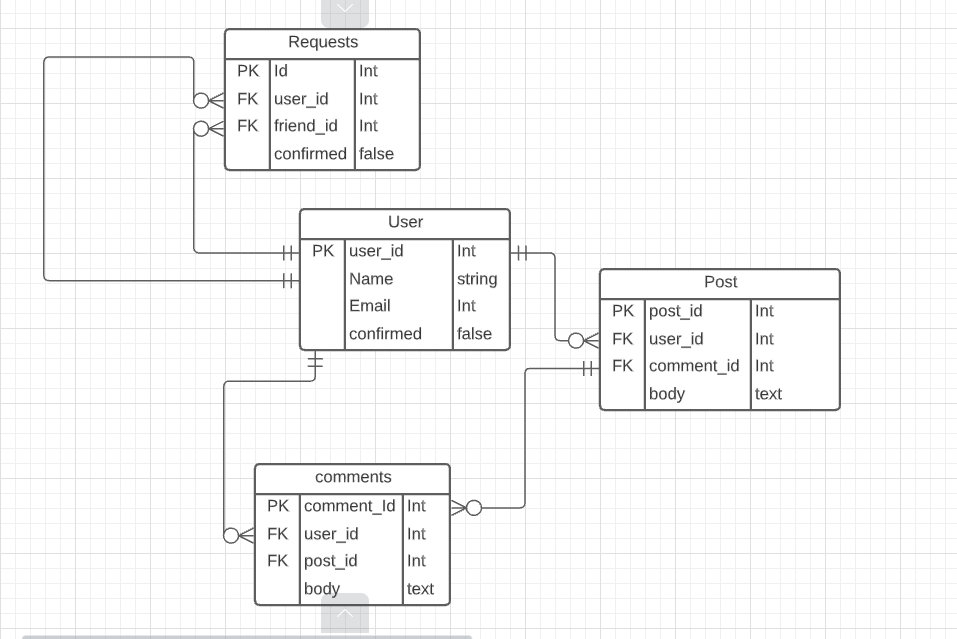 Requests
PK Id Int
FK user_id Int
FK friend_id Int
confirmed false
User
PK user_id Int
Name string
Email Int
confirmed false
Post
PK post_id Int
FK user_id Int
FK comment_id Int
body text
comments
PK comment_Id Int
FK user_id Int
FK post_id Int
body text